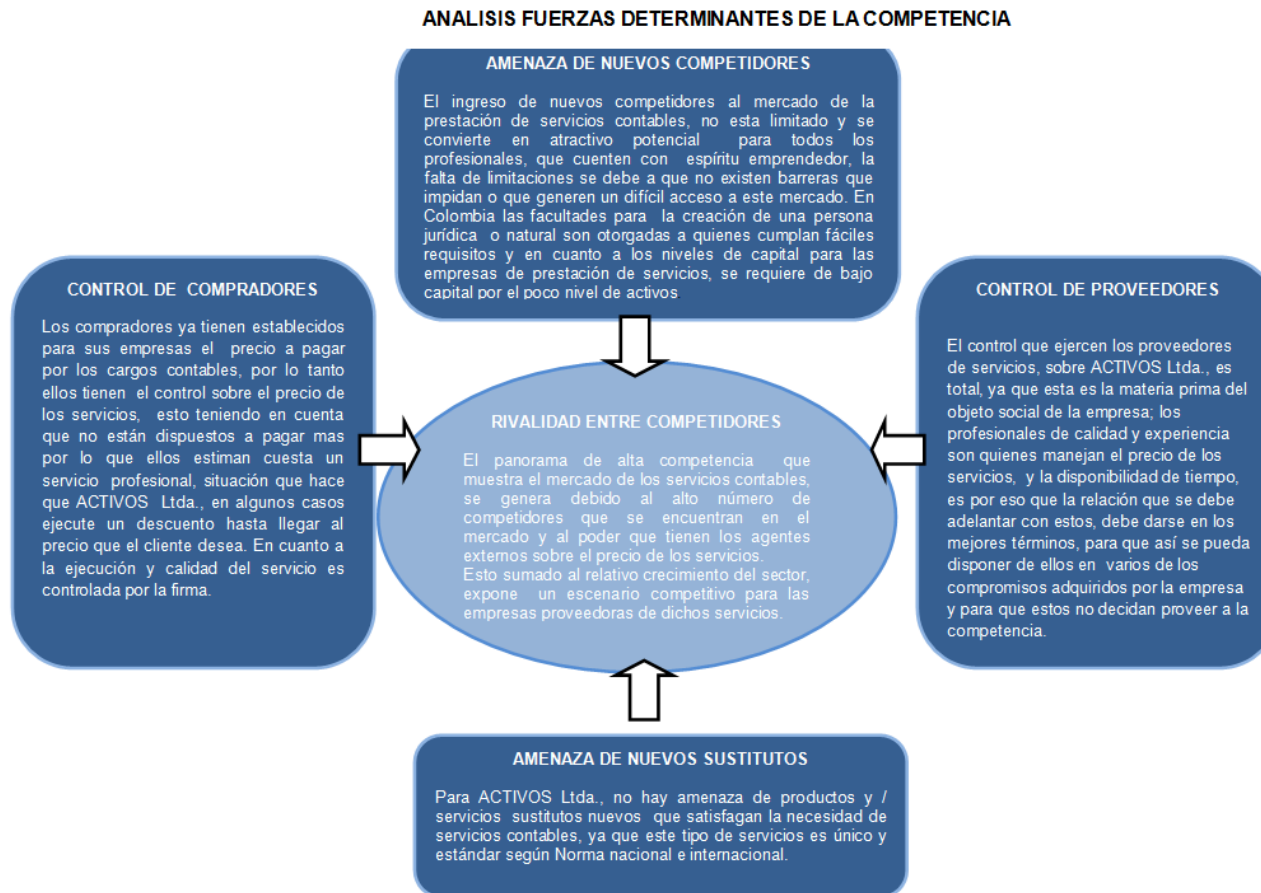 ANALISIS FUERZAS DETERMINANTES DE LA COMPETENCIA
AMENAZA DE NUEVOS COMPETIDORES
El ingreso de nuevos competidores al mercado de la
prestación de servicios contables, no esta limitado y se
convierte en atractivo potencial para todos los
profesionales, que cuenten con espíritu emprendedor, la
falta de limitaciones se debe a que no existen barreras que
impidan o que generen un difícil acceso a este mercado. En
Colombia las facultades para la creación de una persona
jurídica o natural son otorgadas a quienes cumplan fáciles
requisitos y en cuanto a los niveles de capital para las
empresas de prestación de servicios, se requiere de bajo
capital por el poco nivel de activos.
CONTROL DE COMPRADORES
Los compradores ya tienen establecidos
para sus empresas el precio a pagar
por los cargos contables, por lo tanto
ellos tienen el control sobre el precio de
los servicios, esto teniendo en cuenta
que no están dispuestos a pagar mas
por lo que ellos estiman cuesta un
servicio profesional, situación que hace
que ACTIVOS Ltda., en algunos casos
ejecute un descuento hasta llegar al
precio que el cliente desea. En cuanto a
la ejecución y calidad del servicio es
controlada por la firma.
RIVALIDAD ENTRE COMPETIDORES
El panorama de alta competencia que
muestra el mercado de los servicios contables,
se genera debido al alto número de
competidores que se encuentran en el
mercado y al poder que tienen los agentes
externos sobre el precio de los servicios.
Esto sumado al relativo crecimiento del sector,
expone un escenario competitivo para las
empresas proveedoras de dichos servicios.
CONTROL DE PROVEEDORES
El control que ejercen los proveedores
de servicios, sobre ACTIVOS Ltda., es
total, ya que esta es la materia prima del
objeto social de la empresa; los
profesionales de calidad y experiencia
son quienes manejan el precio de los
servicios, y la disponibilidad de tiempo,
es por eso que la relación que se debe
adelantar con estos, debe darse en los
mejores términos, para que así se pueda
disponer de ellos en varios de los
compromisos adquiridos por la empresa
y para que estos no decidan proveer a la
competencia.
AMENAZA DE NUEVOS SUSTITUTOS
Para ACTIVOS Ltda., no hay amenaza de productos y /
servicios sustitutos nuevos que satisfagan la necesidad de
servicios contables, ya que este tipo de servicios es único y
estándar según Norma nacional e internacional.